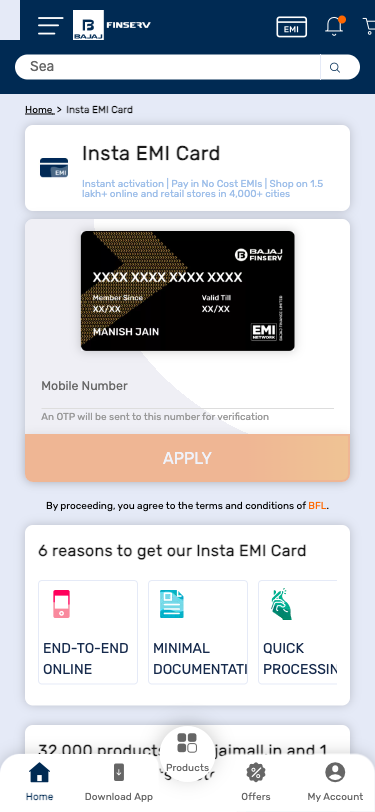 BAJAJ
FINSERV
EMI
Sea
Home > Insta EMI Card
EMI
Insta EMI Card
Instant activation | Pay in No Cost EMIs | Shop on 1.5
lakh+ online and retail stores in 4,000+ cities
BAJAJ
FINSERV
XXXX XXXX XXXX XXXX
Member Since
Valid Till
XX/XX
XX/XX
MANISH JAIN
EMI
NETWORK
BAJAJ FINANCE LIMITED
Mobile Number
An OTP will be sent to this number for verification
APPLY
By proceeding, you agree to the terms and conditions of BFL.
6 reasons to get our Insta EMI Card
END-TO-END
ONLINE
MINIMAL
DOCUMENTATI
QUICK
PROCESSIN
32,000 products
jaimall.in and 1
Products
Home
Download App
Offers
My Account